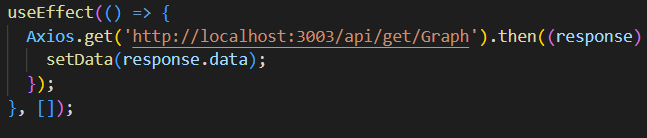 useEffect(() => {
  Axios.get('http://localhost:3003/api/get/Graph').then((response)
    setData(response.data);
  });
}, []);